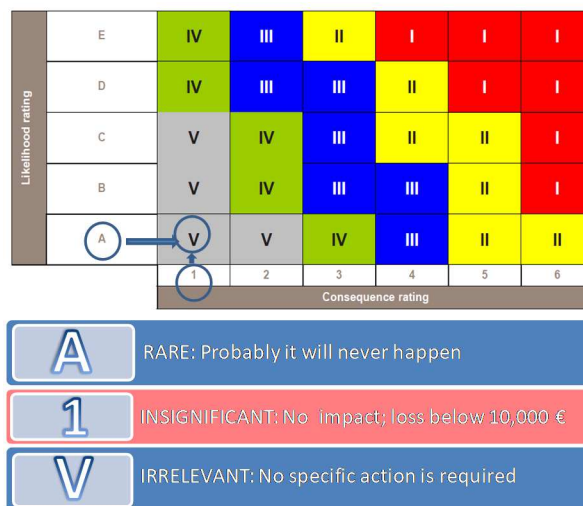 Likelihood rating
E IV III II I I I
D IV III III II I I
C V IV III II II I
B V IV III III II I
A V V IV III II II
1 2 3 4 5 6
Consequence rating
A RARE: Probably it will never happen
1 INSIGNIFICANT: No impact; loss below 10,000 €
V IRRELEVANT: No specific action is required